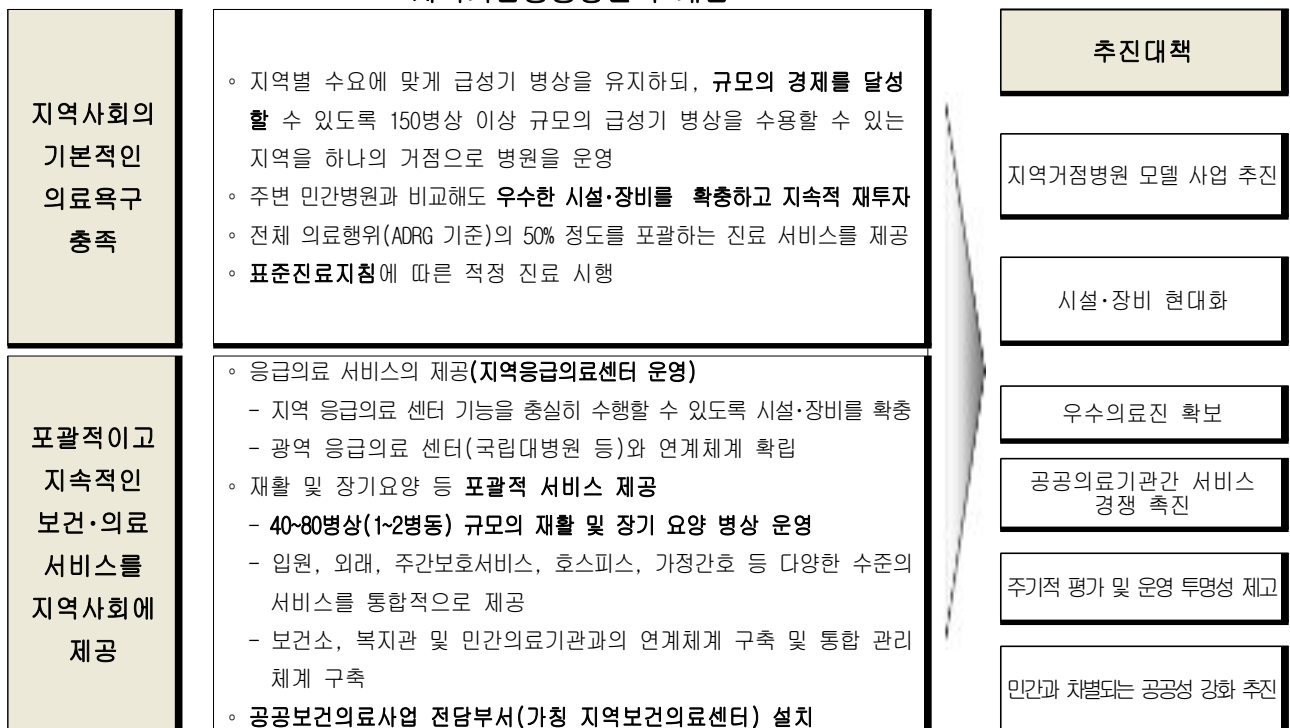 지역사회의
기본적인
의료욕구
충족
◦ 지역별 수요에 맞게 급성기 병상을 유지하되, 규모의 경제를 달성
할 수 있도록 150병상 이상 규모의 급성기 병상을 수용할 수 있는
지역을 하나의 거점으로 병원을 운영
◦ 주변 민간병원과 비교해도 우수한 시설·장비를 확충하고 지속적 재투자
◦ 전체 의료행위(ADRG 기준)의 50% 정도를 포괄하는 진료 서비스를 제공
◦ 표준진료지침에 따른 적정 진료 시행
포괄적이고
지속적인
보건·의료
서비스를
지역사회에
제공
◦ 응급의료 서비스의 제공(지역응급의료센터 운영)
- 지역 응급의료 센터 기능을 충실히 수행할 수 있도록 시설·장비를 확충
- 광역 응급의료 센터(국립대병원 등)와 연계체계 확립
◦ 재활 및 장기요양 등 포괄적 서비스 제공
- 40~80병상(1~2병동) 규모의 재활 및 장기 요양 병상 운영
- 입원, 외래, 주간보호서비스, 호스피스, 가정간호 등 다양한 수준의
서비스를 통합적으로 제공
- 보건소, 복지관 및 민간의료기관과의 연계체계 구축 및 통합 관리
체계 구축
◦ 공공보건의료사업 전담부서(가칭 지역보건의료센터) 설치
추진대책
지역거점병원 모델 사업 추진
시설·장비 현대화
우수의료진 확보
공공의료기관간 서비스
경쟁 촉진
주기적 평가 및 운영 투명성 제고
민간과 차별되는 공공성 강화 추진